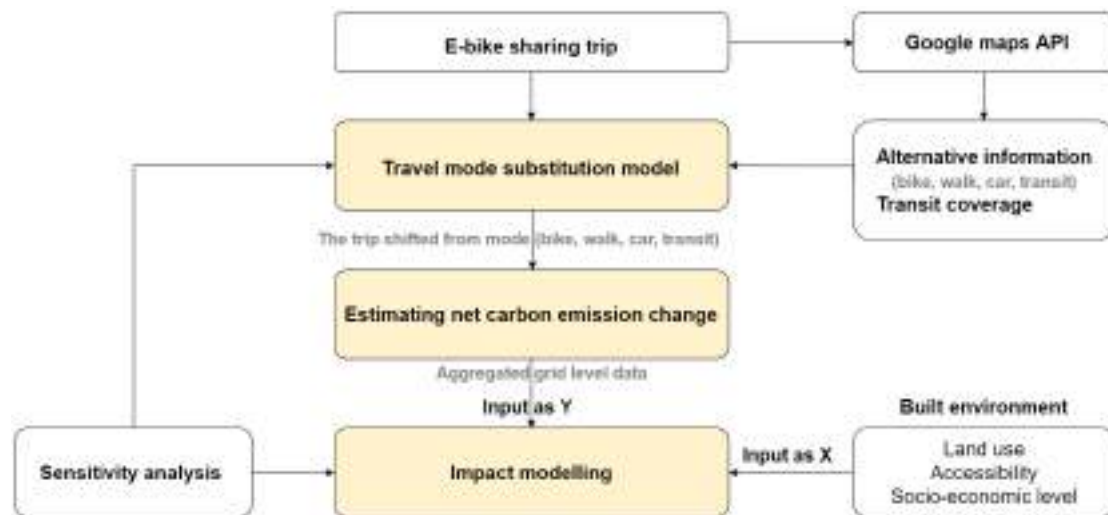 E-bike sharing trip
Google maps API
Travel mode substitution model
Alternative information
(bike, walk, car, transit)
Transit coverage
The trip shifted from mode (bike, walk, car, transit)
Estimating net carbon emission change
Aggregated grid level data
Input as Y
Built environment
Sensitivity analysis
Impact modelling
Input as X
Land use
Accessibility
Socio-economic level